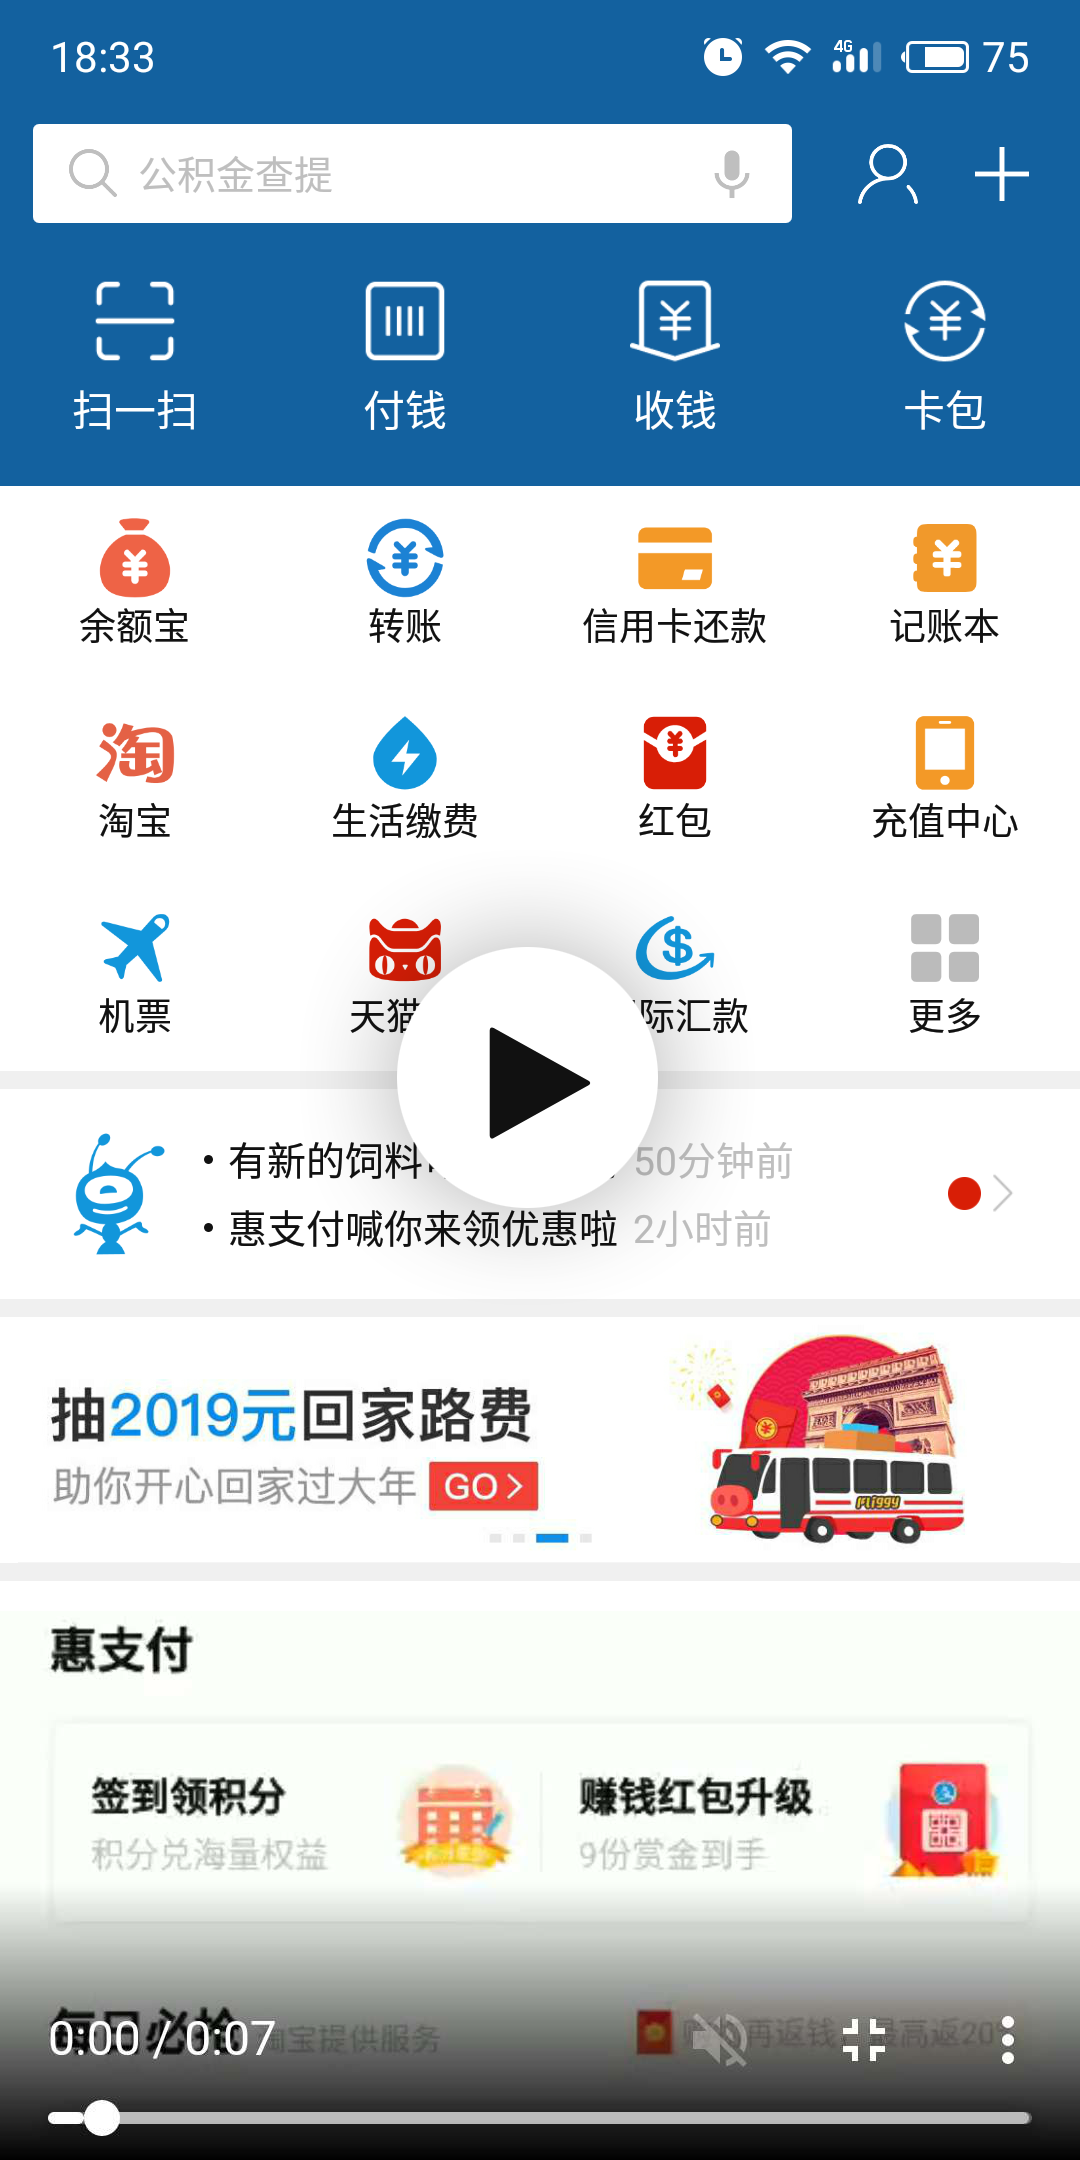 18:33
4G
75
公积金查提
扫一扫
付钱
收钱
卡包
余额宝
转账
信用卡还款
记账本
淘
淘宝
生活缴费
红包
充值中心
机票
天猫
际汇款
更多
• 有新的饲料 50分钟前
• 惠支付喊你来领优惠啦 2小时前
抽2019元回家路费
助你开心回家过大年 GO >
Fliggy
惠支付
签到领积分
积分兑海量权益
赚钱红包升级
9份赏金到手
每日必抢 淘宝提供服务
再返钱 最高返20
0:00 / 0:07